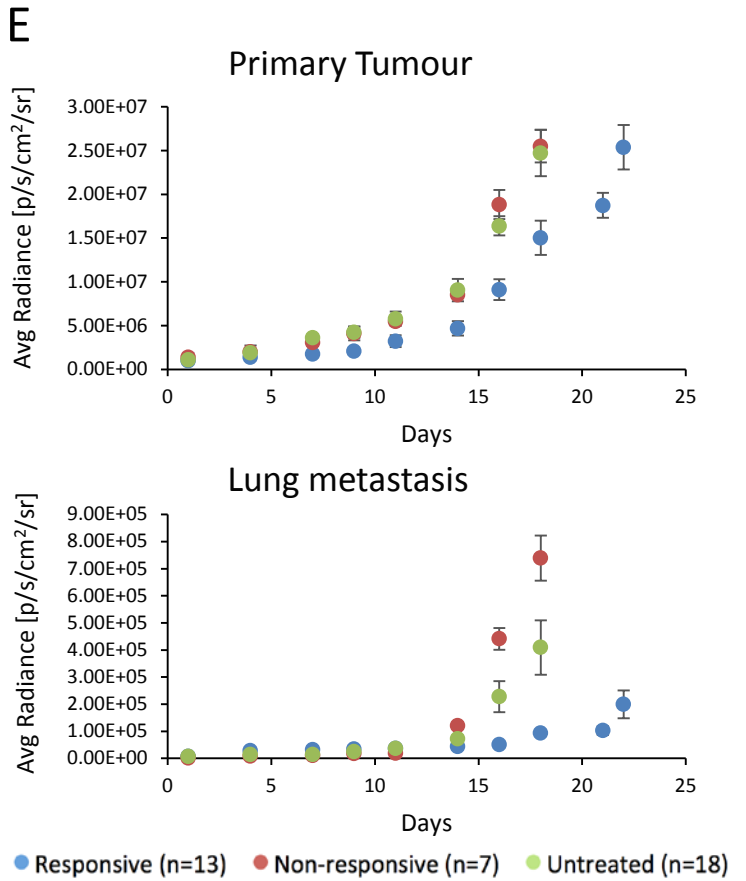 E
Primary Tumour
Avg Radiance [p/s/cm²/sr]
3.00E+07
2.50E+07
2.00E+07
1.50E+07
1.00E+07
5.00E+06
0.00E+00
0 5 10 15 20 25
Days
Lung metastasis
Avg Radiance [p/s/cm²/sr]
9.00E+05
8.00E+05
7.00E+05
6.00E+05
5.00E+05
4.00E+05
3.00E+05
2.00E+05
1.00E+05
0.00E+00
0 5 10 15 20 25
Days
Responsive (n=13) Non-responsive (n=7) Untreated (n=18)